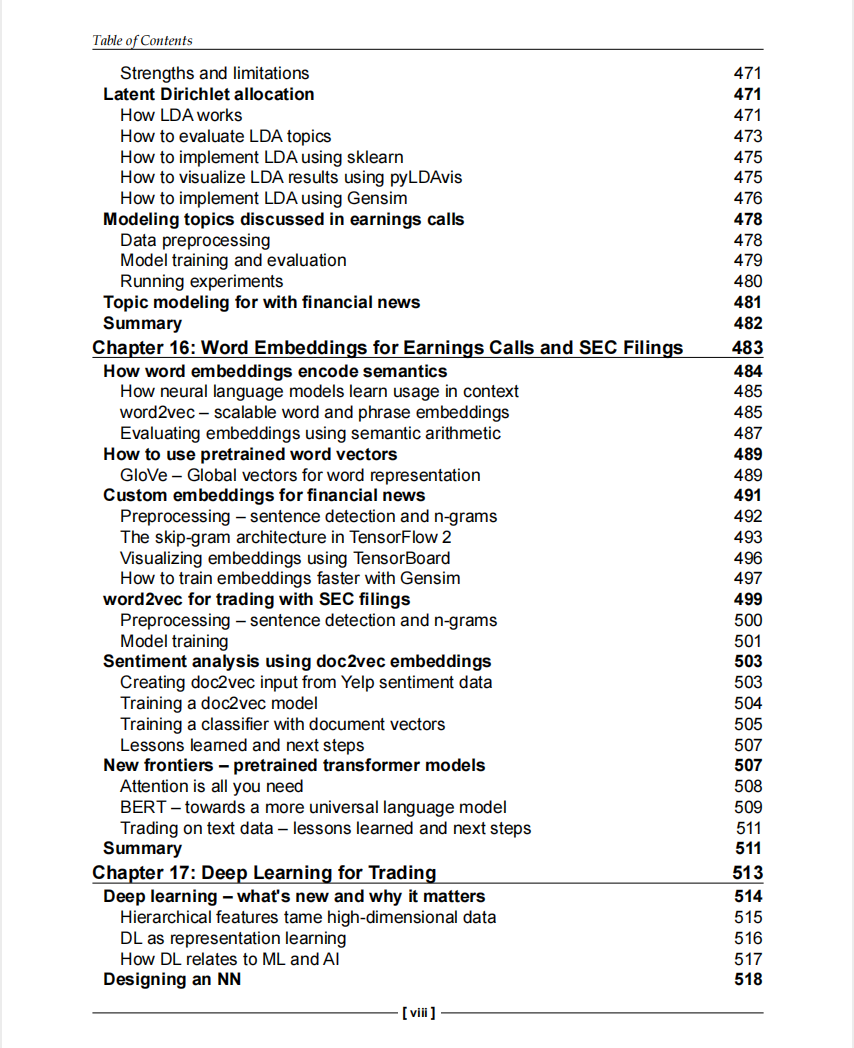 Table of Contents
Strengths and limitations 471
Latent Dirichlet allocation 471
How LDA works 471
How to evaluate LDA topics 473
How to implement LDA using sklearn 475
How to visualize LDA results using pyLDAvis 475
How to implement LDA using Gensim 476
Modeling topics discussed in earnings calls 478
Data preprocessing 478
Model training and evaluation 479
Running experiments 480
Topic modeling for with financial news 481
Summary 482
Chapter 16: Word Embeddings for Earnings Calls and SEC Filings 483
How word embeddings encode semantics 484
How neural language models learn usage in context 485
word2vec – scalable word and phrase embeddings 485
Evaluating embeddings using semantic arithmetic 487
How to use pretrained word vectors 489
GloVe – Global vectors for word representation 489
Custom embeddings for financial news 491
Preprocessing – sentence detection and n-grams 492
The skip-gram architecture in TensorFlow 2 493
Visualizing embeddings using TensorBoard 496
How to train embeddings faster with Gensim 497
word2vec for trading with SEC filings 499
Preprocessing – sentence detection and n-grams 500
Model training 501
Sentiment analysis using doc2vec embeddings 503
Creating doc2vec input from Yelp sentiment data 503
Training a doc2vec model 504
Training a classifier with document vectors 505
Lessons learned and next steps 507
New frontiers – pretrained transformer models 507
Attention is all you need 508
BERT – towards a more universal language model 509
Trading on text data – lessons learned and next steps 511
Summary 511
Chapter 17: Deep Learning for Trading 513
Deep learning – what's new and why it matters 514
Hierarchical features tame high-dimensional data 515
DL as representation learning 516
How DL relates to ML and AI 517
Designing an NN 518
[ viii ]